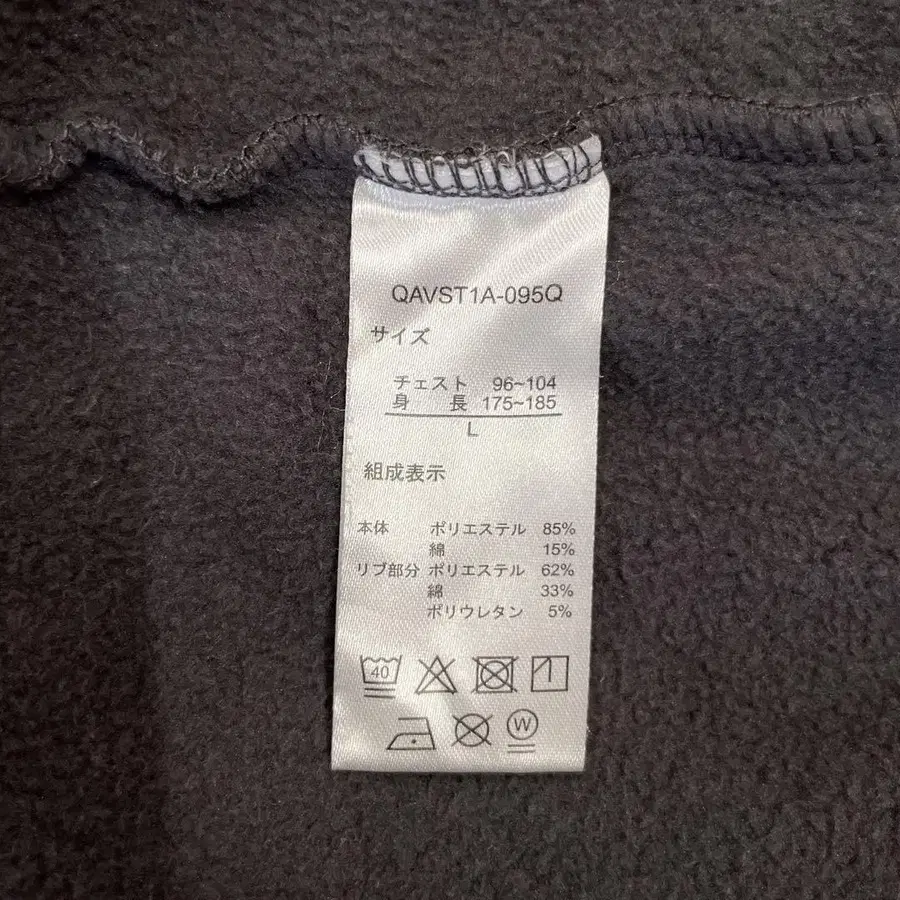 QAVST1A-095Q
サイズ
チェスト 96~104
身 長 175~185
L
組成表示
本体 ポリエステル 85%
綿 15%
リブ部分 ポリエステル 62%
綿 33%
ポリウレタン 5%
40
W